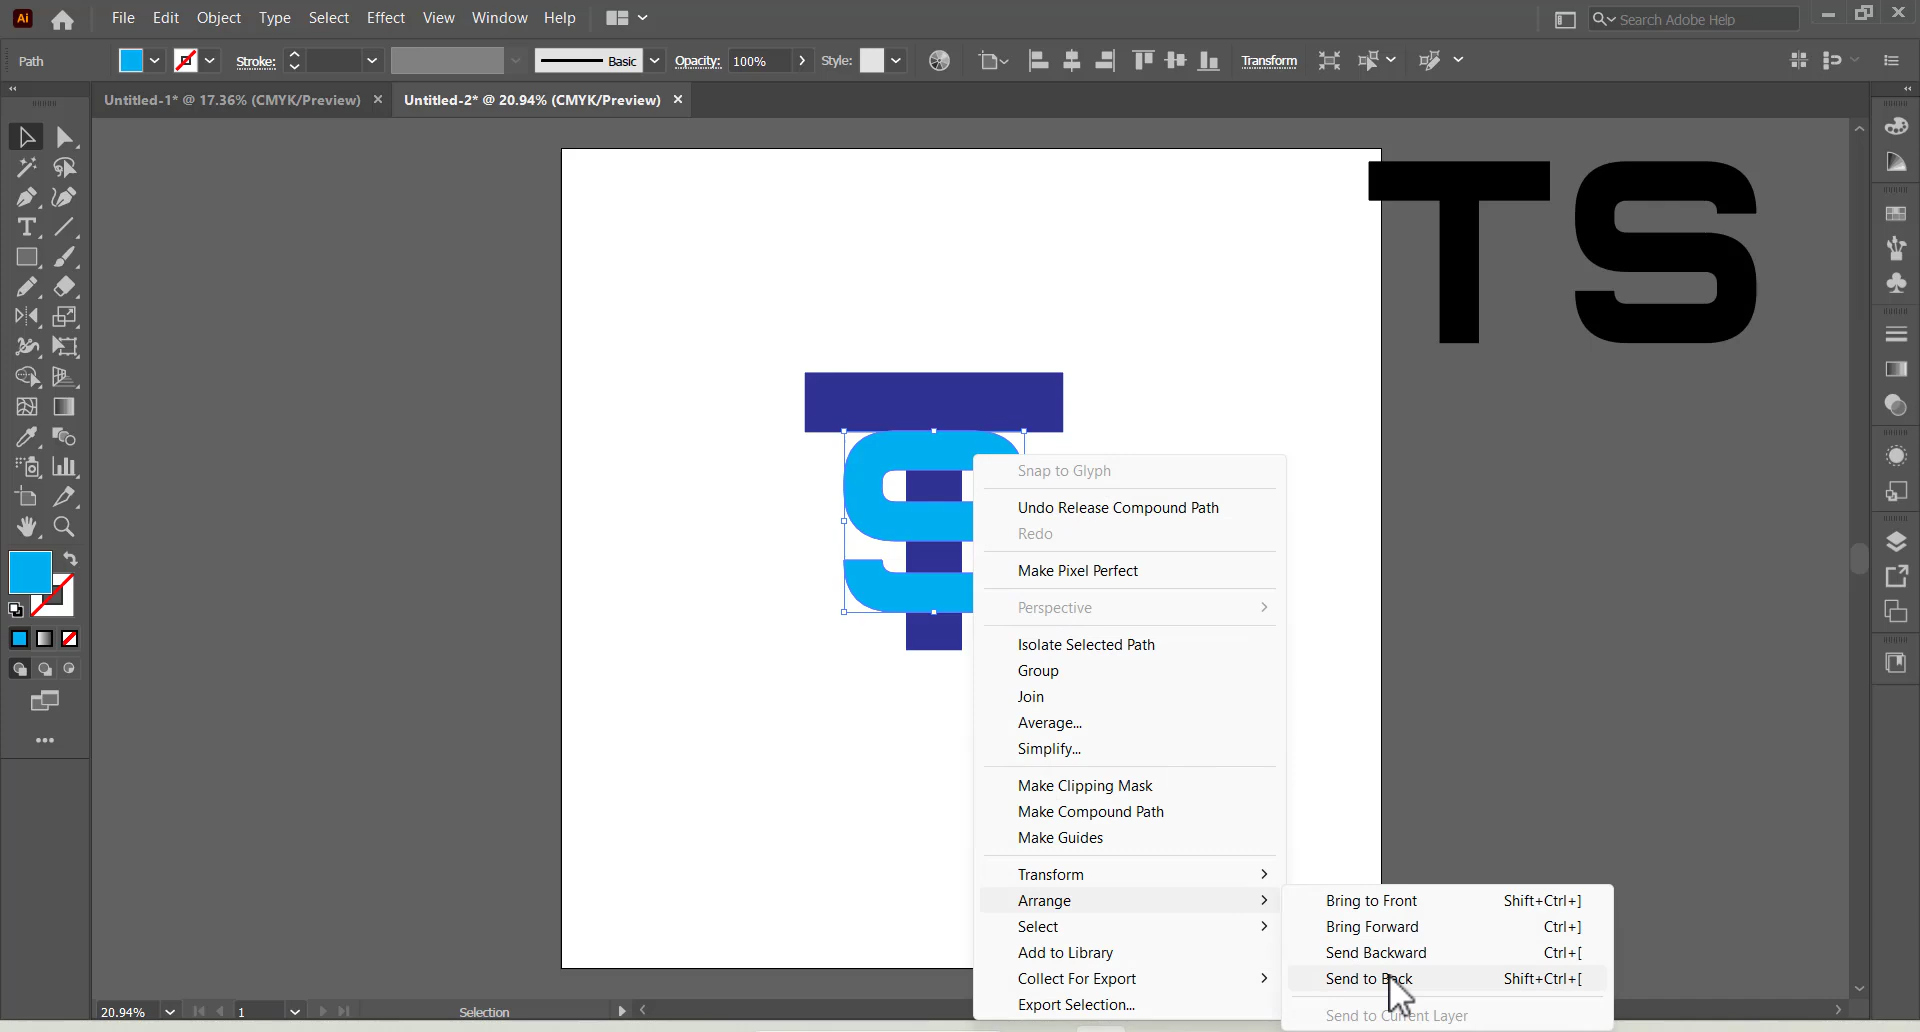 Ai File Edit Object Type Select Effect View Window Help Search Adobe Help
Path Stroke: Basic Opacity: 100% Style: Transform
Untitled-1* @ 17.36% (CMYK/Preview) Untitled-2* @ 20.94% (CMYK/Preview)
TS
T
S
Snap to Glyph
Undo Release Compound Path
Redo
Make Pixel Perfect
Perspective
Isolate Selected Path
Group
Join
Average...
Simplify...
Make Clipping Mask
Make Compound Path
Make Guides
Transform
Arrange
Select
Add to Library
Collect For Export
Export Selection...
Bring to Front Shift+Ctrl+]
Bring Forward Ctrl+]
Send Backward Ctrl+[
Send to Back Shift+Ctrl+[
Send to Current Layer
20.94% 1 Selection